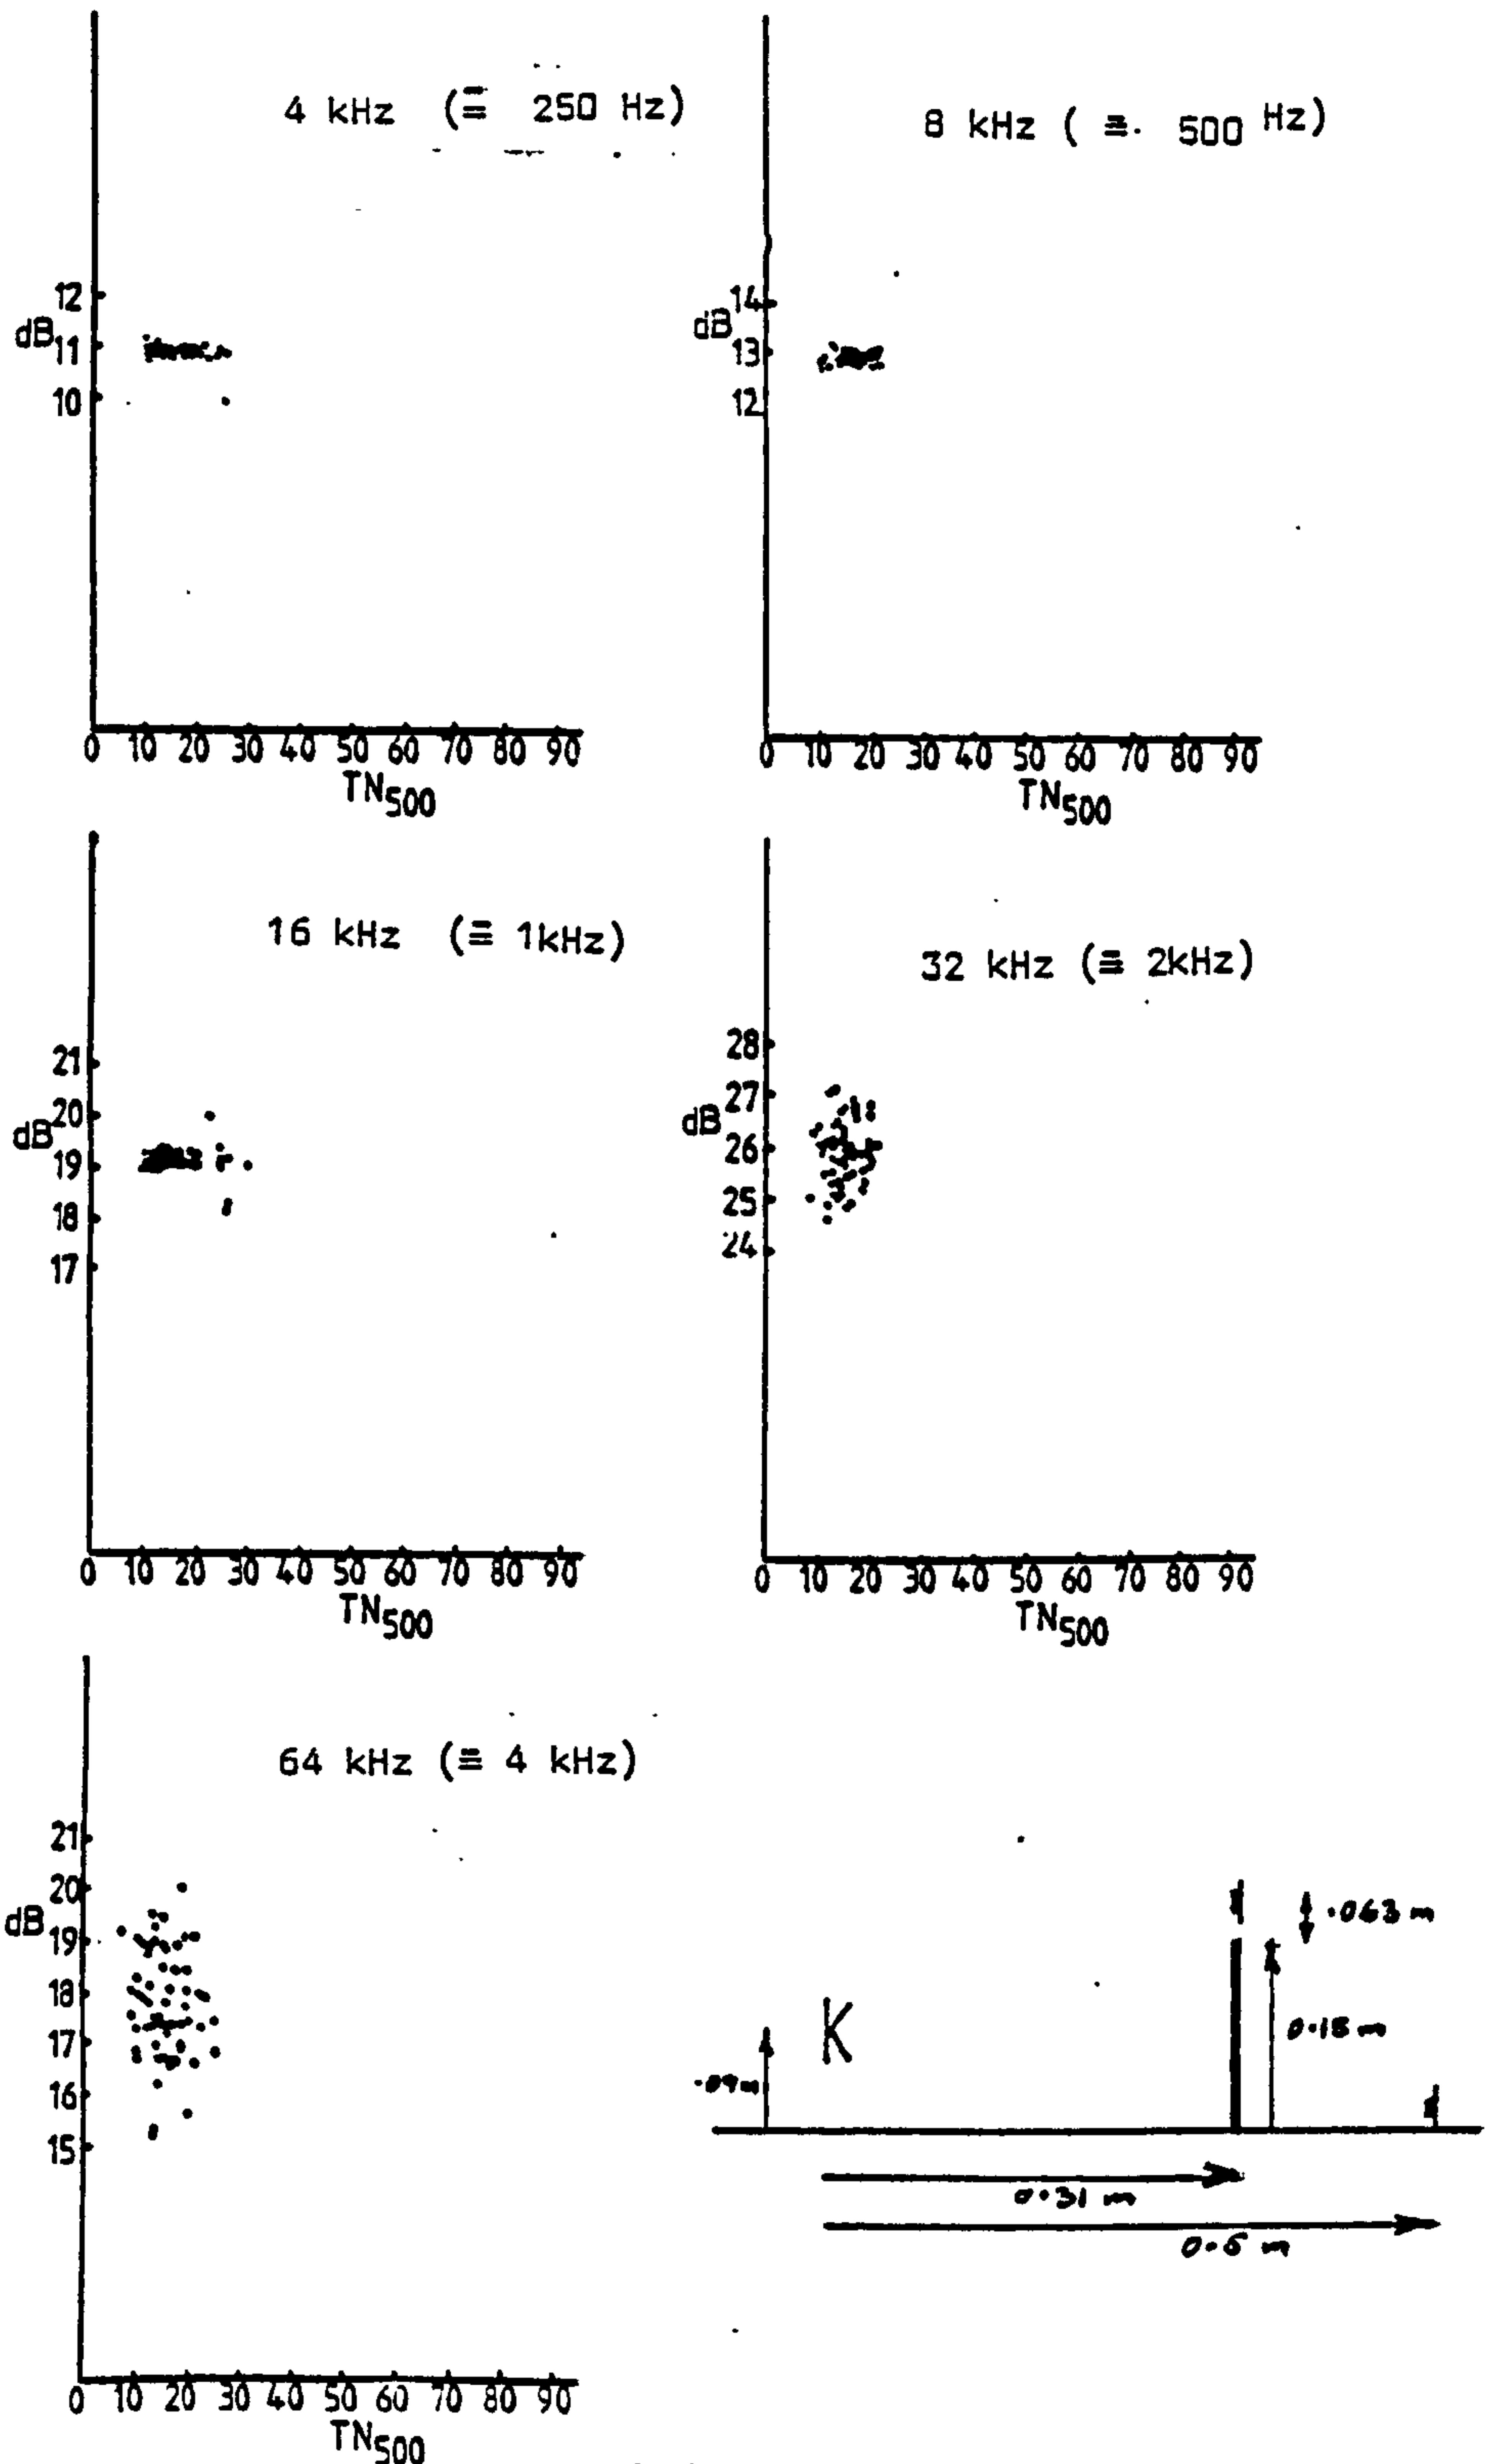 4 kHz (≡ 250 Hz)
12
dB
11
10
0 10 20 30 40 50 60 70 80 90
TN500
8 kHz ( ≡. 500 Hz)
14
dB
13
12
0 10 20 30 40 50 60 70 80 90
TN500
16 kHz (≡ 1kHz)
21
20
dB
19
18
17
0 10 20 30 40 50 60 70 80 90
TN500
32 kHz (≡ 2kHz)
28
27
dB
26
25
24
0 10 20 30 40 50 60 70 80 90
TN500
64 kHz (≡ 4 kHz)
21
20
dB
19
18
17
16
15
0 10 20 30 40 50 60 70 80 90
TN500
·063 m
K
0·18 m
·09m
0·31 m